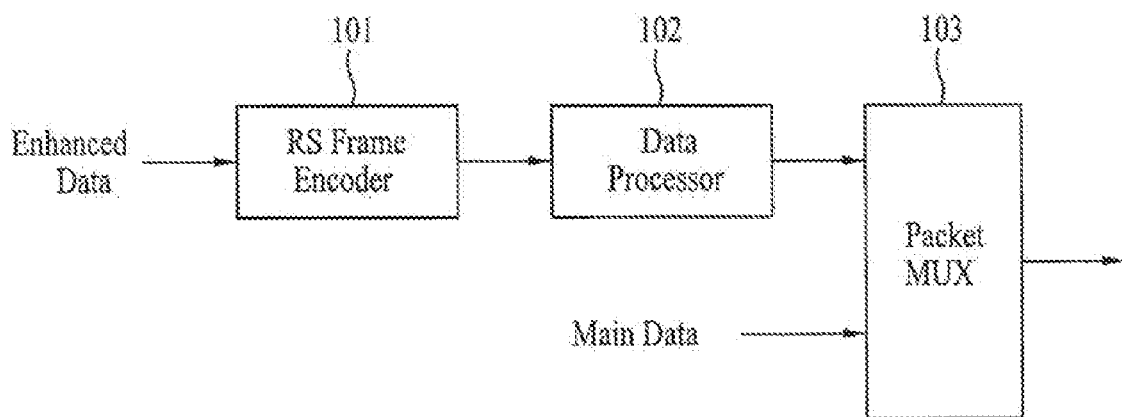 101
102
103
Enhanced
Data
RS Frame
Encoder
Data
Processor
Packet
MUX
Main Data